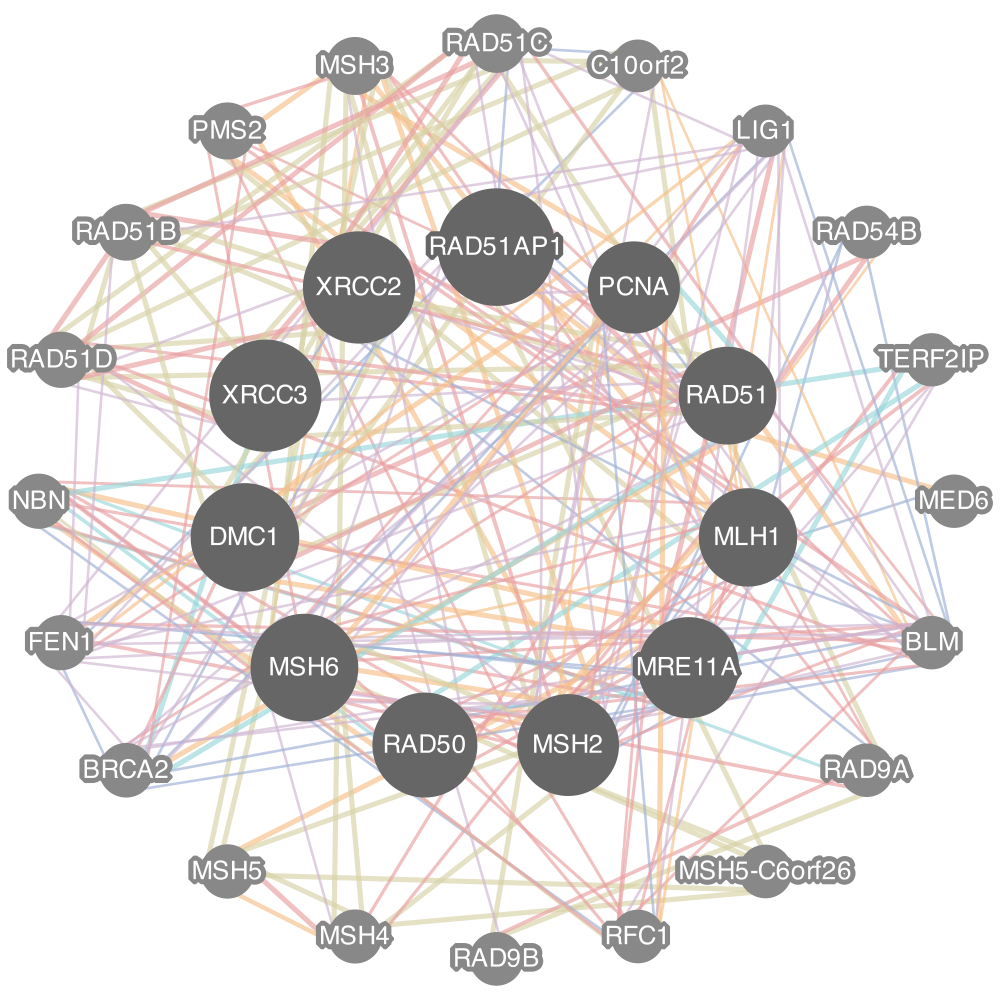 RAD51C
MSH3
C10orf2
PMS2
LIG1
RAD51B
RAD54B
RAD51AP1
XRCC2
PCNA
RAD51D
TERF2IP
XRCC3
RAD51
NBN
MED6
DMC1
MLH1
FEN1
BLM
MSH6
MRE11A
RAD50
MSH2
BRCA2
RAD9A
MSH5
MSH5-C6orf26
MSH4
RFC1
RAD9B